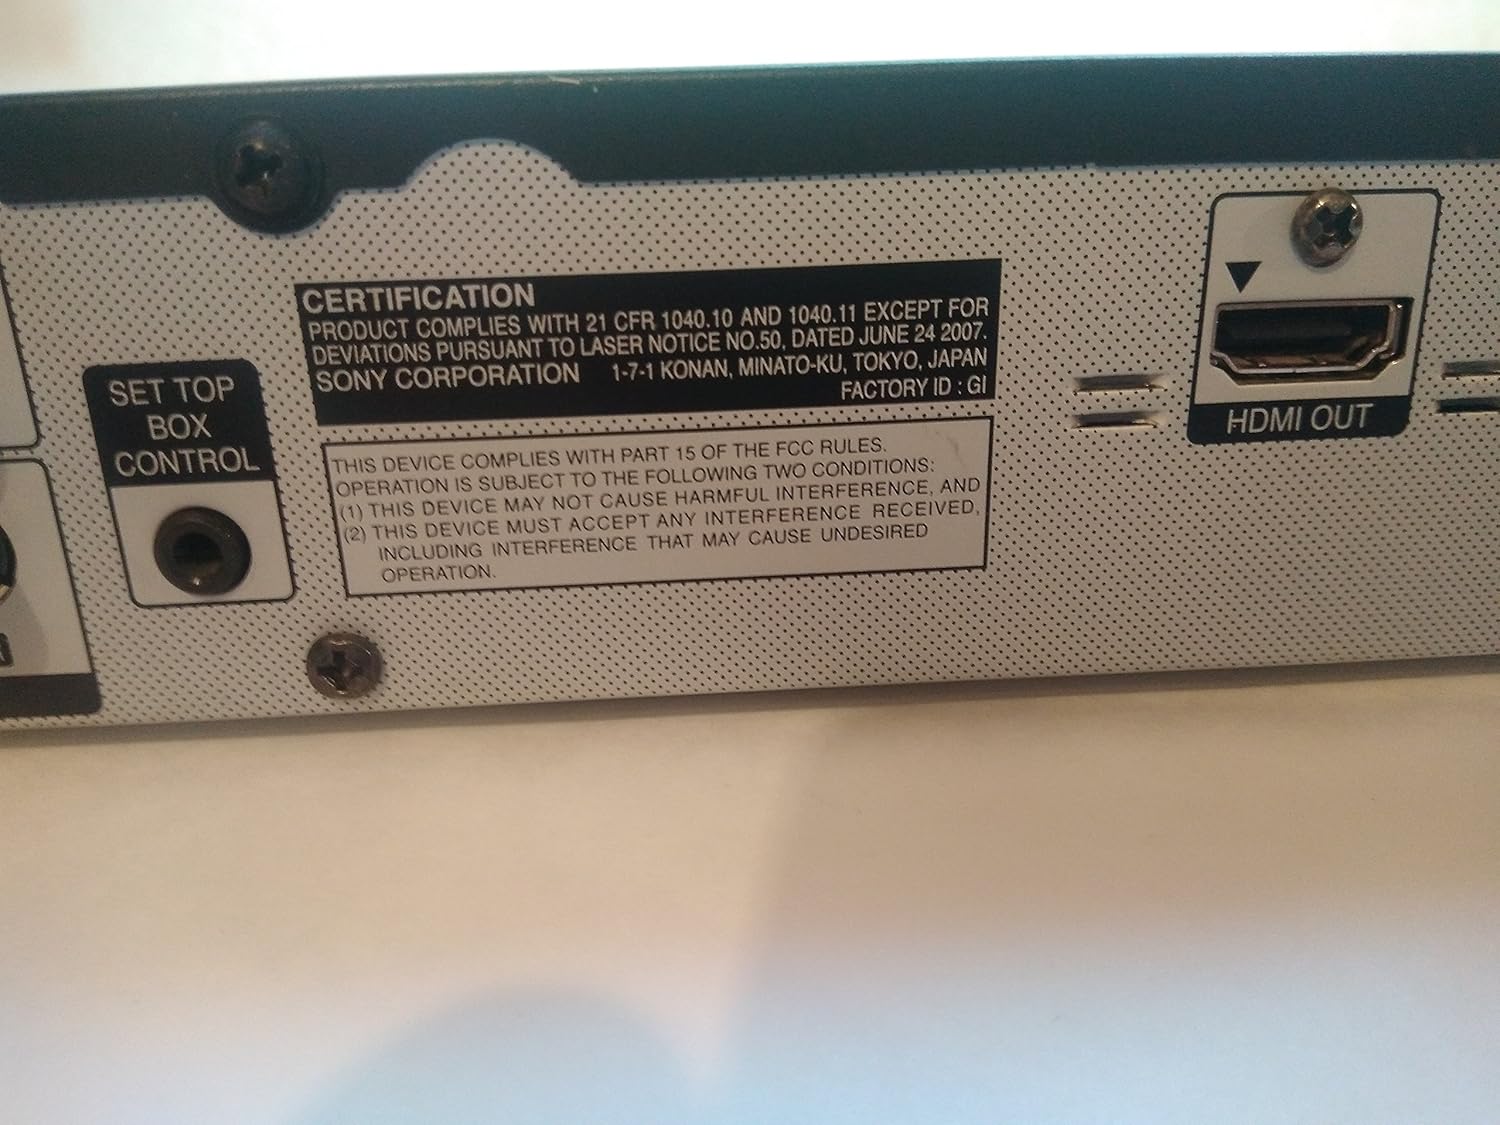 SET TOP
BOX
CONTROL
CERTIFICATION
PRODUCT COMPLIES WITH 21 CFR 1040.10 AND 1040.11 EXCEPT FOR
DEVIATIONS PURSUANT TO LASER NOTICE NO.50, DATED JUNE 24 2007.
SONY CORPORATION 1-7-1 KONAN, MINATO-KU, TOKYO, JAPAN
FACTORY ID : GI
THIS DEVICE COMPLIES WITH PART 15 OF THE FCC RULES.
OPERATION IS SUBJECT TO THE FOLLOWING TWO CONDITIONS:
(1) THIS DEVICE MAY NOT CAUSE HARMFUL INTERFERENCE, AND
(2) THIS DEVICE MUST ACCEPT ANY INTERFERENCE RECEIVED,
INCLUDING INTERFERENCE THAT MAY CAUSE UNDESIRED
OPERATION.
HDMI OUT